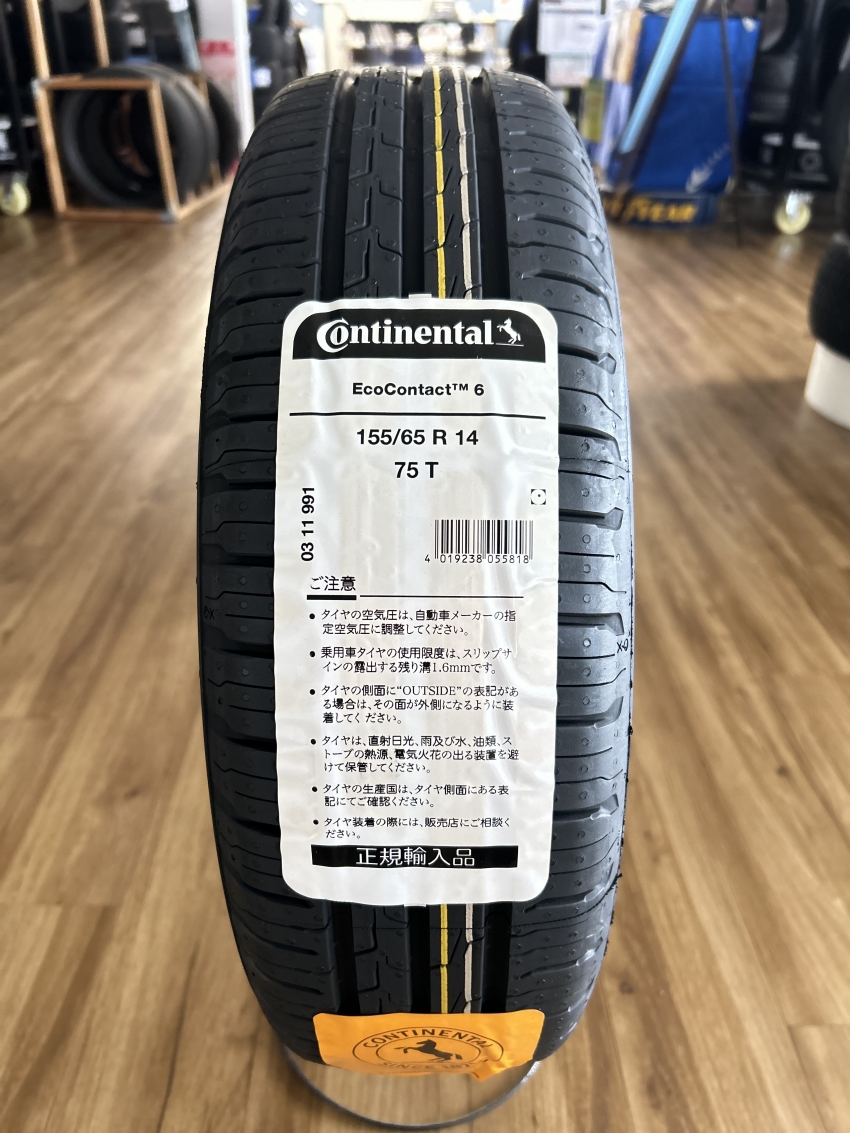 Continental
EcoContact™ 6
155/65 R 14
75 T
03 11 991
4 019238 055818
ご注意
• タイヤの空気圧は、自動車メーカーの指
定空気圧に調整してください。
• 乗用車タイヤの使用限度は、スリップサ
インの露出する残り溝1.6mmです。
• タイヤの側面に“OUTSIDE”の表記があ
る場合は、その面が外側になるように装
着してください。
• タイヤは、直射日光、雨及び水、油類、ス
トーブの熱源、電気火花の出る装置を避
けて保管してください。
• タイヤの生産国は、タイヤ側面にある表
記にてご確認ください。
• タイヤ装着の際には、販売店にご相談く
ださい。
正規輸入品
CONTINENTAL